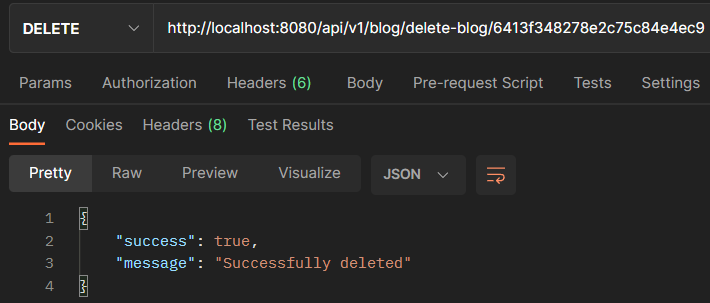 DELETE http://localhost:8080/api/v1/blog/delete-blog/6413f348278e2c75c84e4ec9
Params Authorization Headers (6) Body Pre-request Script Tests Settings
Body Cookies Headers (8) Test Results
Pretty Raw Preview Visualize JSON
1 {
2 "success": true,
3 "message": "Successfully deleted"
4 }